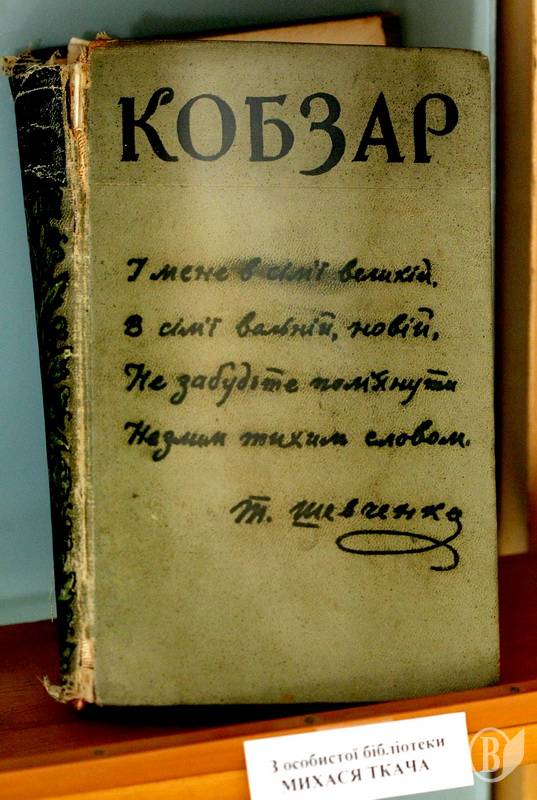 КОБЗАР
І мене в сім'ї великій,
В сім'ї вольній, новій,
Не забудьте пом'янути
Незлим тихим словом.
Т. Шевченко
З особистої бібліотеки
МИХАСЯ ТКАЧА
В